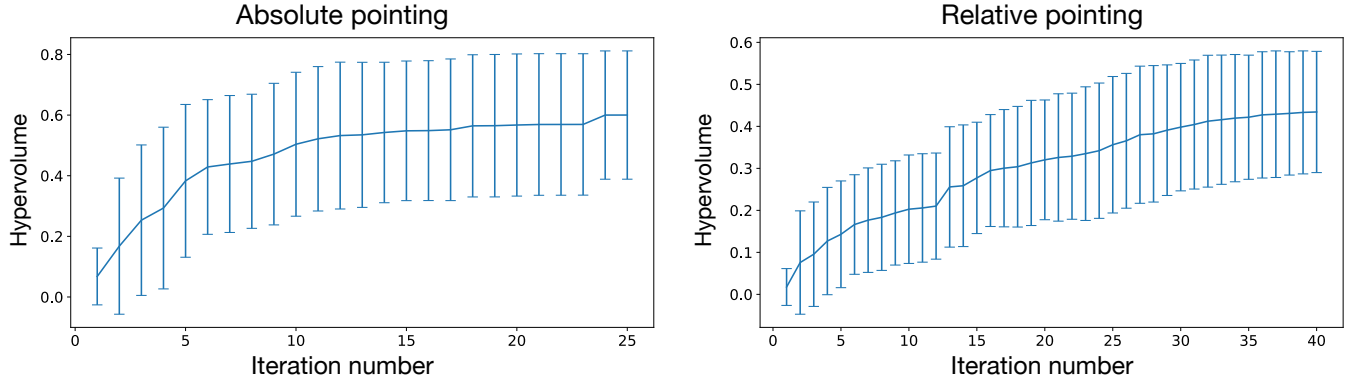 Absolute pointing
Hypervolume
0.8
0.6
0.4
0.2
0.0
0 5 10 15 20 25
Iteration number
Relative pointing
Hypervolume
0.6
0.5
0.4
0.3
0.2
0.1
0.0
0 5 10 15 20 25 30 35 40
Iteration number